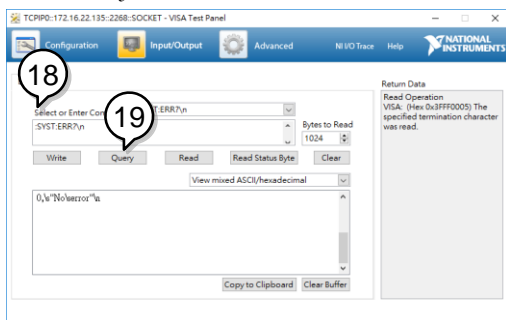 TCPIP0::172.16.22.135::2268::SOCKET - VISA Test Panel
Configuration Input/Output Advanced NI I/O Trace Help NATIONAL INSTRUMENTS
18
19
Return Data
Read Operation
VISA: (Hex 0x3FFF0005) The
specified termination character
was read.
Select or Enter Con T:ERR?\n
Bytes to Read
:SYST:ERR?\n
1024
Write Query Read Read Status Byte Clear
View mixed ASCII/hexadecimal
0,\s"No\serror"\n
Copy to Clipboard Clear Buffer